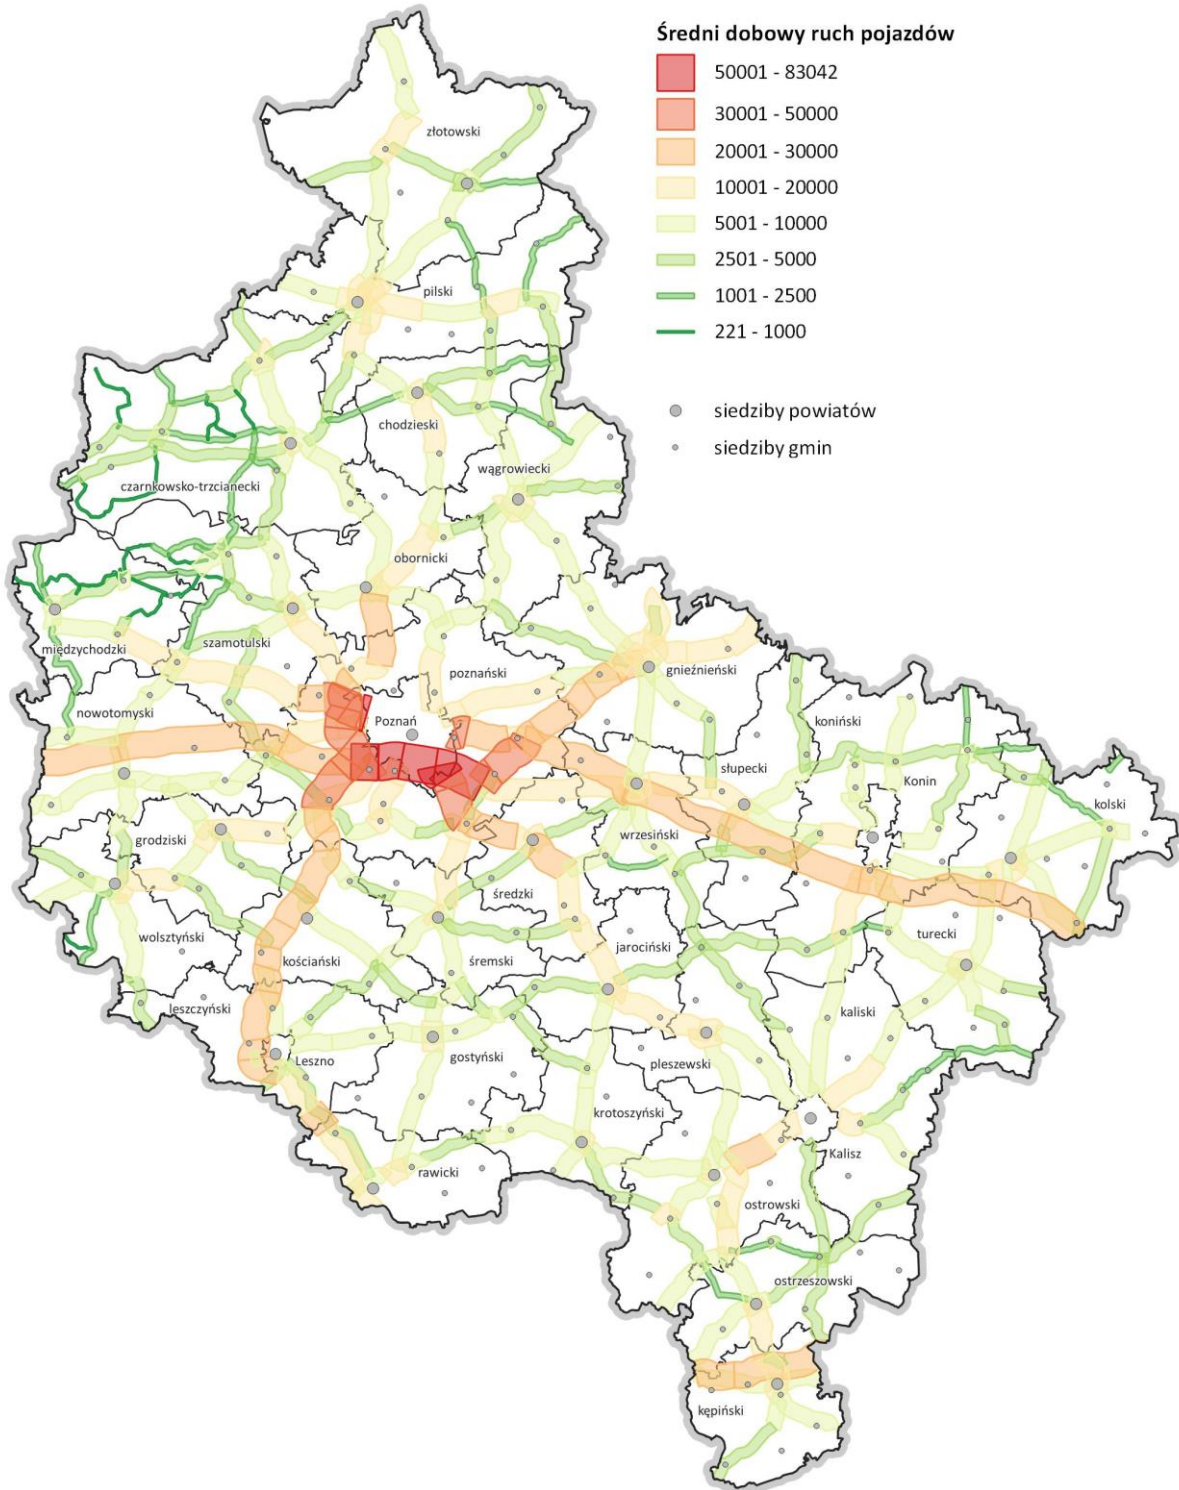 Średni dobowy ruch pojazdów
50001 - 83042
30001 - 50000
20001 - 30000
10001 - 20000
5001 - 10000
2501 - 5000
1001 - 2500
221 - 1000
siedziby powiatów
siedziby gmin
złotowski
pilski
chodzieski
wągrowiecki
czarnkowsko-trzcianecki
obornicki
międzychodzki
szamotulski
poznański
gnieźnieński
nowotomyski
Poznań
koniński
słupecki
Konin
kolski
grodziski
wrzesiński
średzki
wolsztyński
kościański
śremski
jarociński
turecki
leszczyński
kaliski
Leszno
gostyński
pleszewski
krotoszyński
rawicki
Kalisz
ostrowski
ostrzeszowski
kępiński